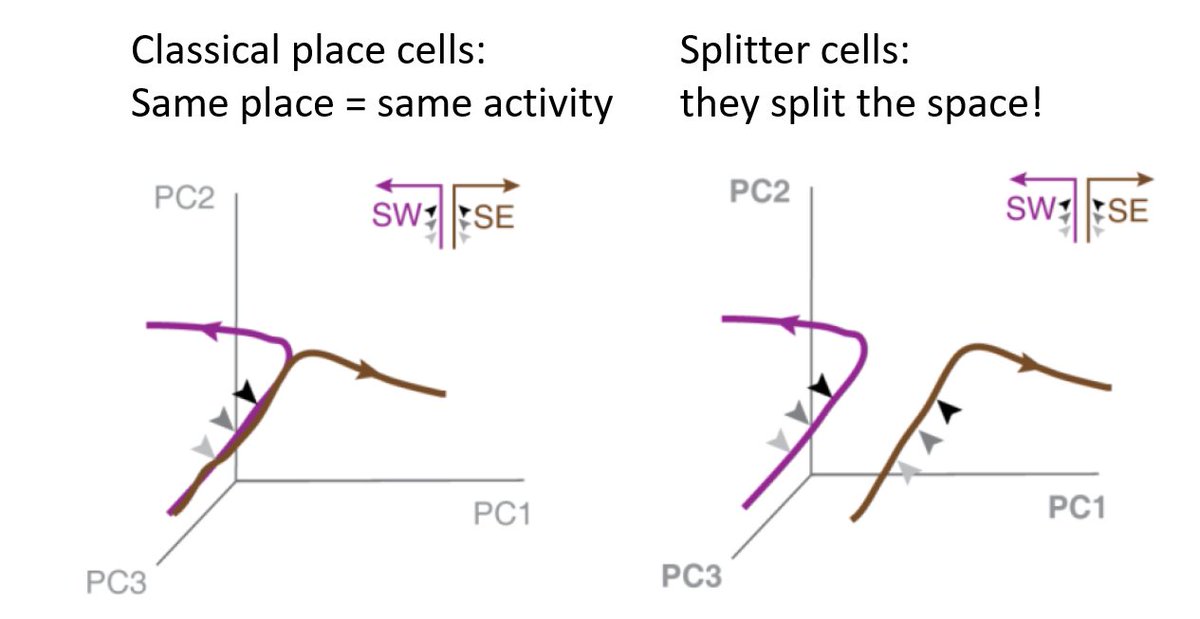 Classical place cells:
Same place = same activity
PC2
SW
SE
PC1
PC3
Splitter cells:
they split the space!
PC2
SW
SE
PC1
PC3